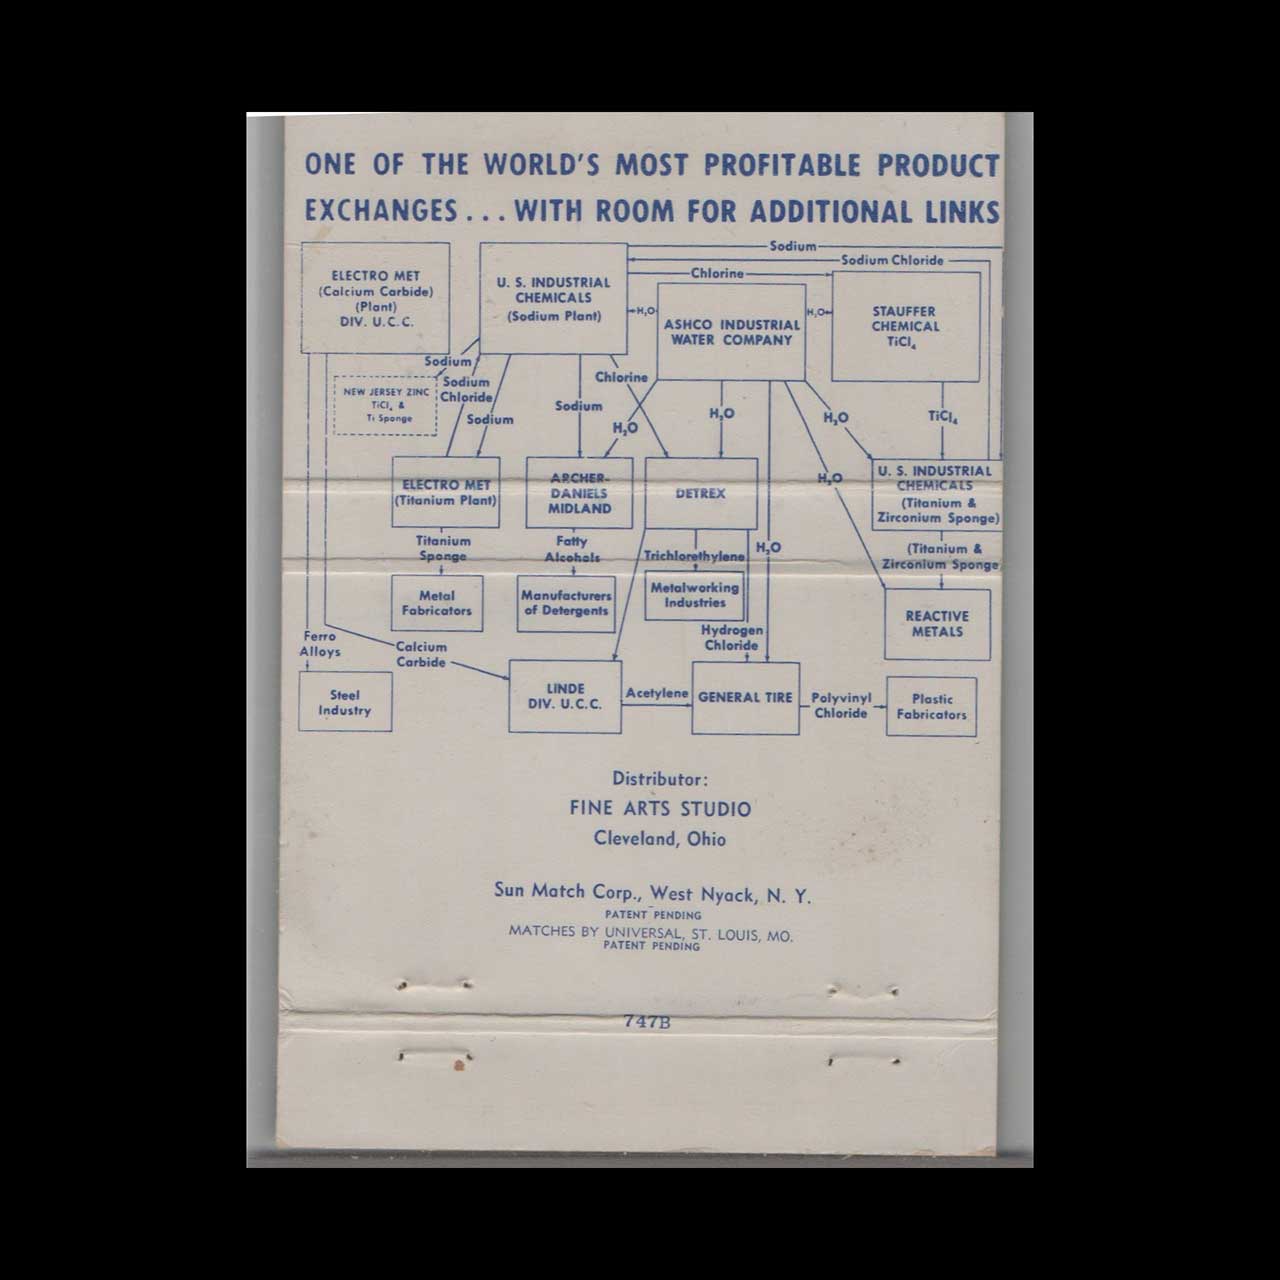 ONE OF THE WORLD'S MOST PROFITABLE PRODUCT
EXCHANGES... WITH ROOM FOR ADDITIONAL LINKS
Sodium
Sodium Chloride
Chlorine
ELECTRO MET
(Calcium Carbide)
(Plant)
DIV. U.C.C.
U. S. INDUSTRIAL
CHEMICALS
(Sodium Plant)
H₂O
ASHCO INDUSTRIAL
WATER COMPANY
H₂O
STAUFFER
CHEMICAL
TiCl₄
Sodium
NEW JERSEY ZINC
TiCl₄ &
Ti Sponge
Sodium
Chloride
Sodium
Sodium
Chlorine
H₂O
H₂O
H₂O
TiCl₄
H₂O
ELECTRO MET
(Titanium Plant)
ARCHER-
DANIELS
MIDLAND
DETREX
U. S. INDUSTRIAL
CHEMICALS
(Titanium &
Zirconium Sponge)
Titanium
Sponge
Fatty
Alcohols
Trichlorethylene
H₂O
(Titanium &
Zirconium Sponge
Metal
Fabricators
Manufacturers
of Detergents
Metalworking
Industries
REACTIVE
METALS
Ferro
Alloys
Calcium
Carbide
Hydrogen
Chloride
Steel
Industry
LINDE
DIV. U.C.C.
Acetylene
GENERAL TIRE
Polyvinyl
Chloride
Plastic
Fabricators
Distributor:
FINE ARTS STUDIO
Cleveland, Ohio
Sun Match Corp., West Nyack, N. Y.
PATENT PENDING
MATCHES BY UNIVERSAL, ST. LOUIS, MO.
PATENT PENDING
747B